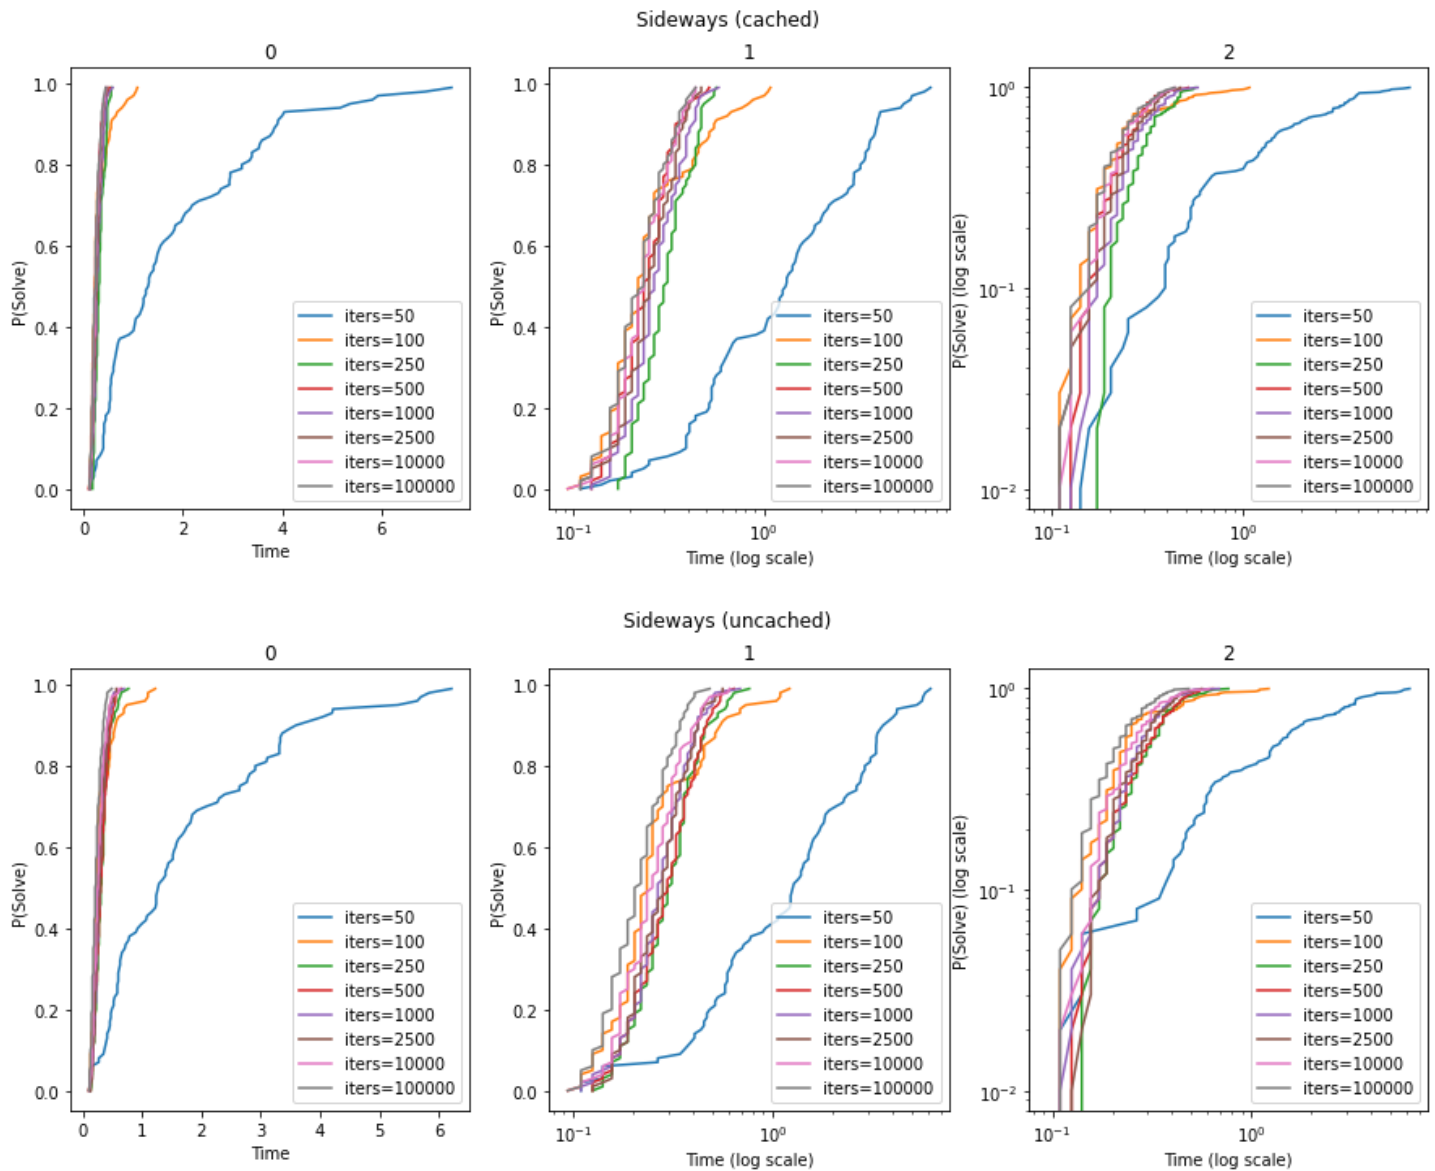 Sideways (cached)
0
P(Solve)
1.0
0.8
0.6
0.4
0.2
0.0
0 2 4 6
Time
iters=50
iters=100
iters=250
iters=500
iters=1000
iters=2500
iters=10000
iters=100000
1
P(Solve)
1.0
0.8
0.6
0.4
0.2
0.0
10⁻¹ 10⁰
Time (log scale)
iters=50
iters=100
iters=250
iters=500
iters=1000
iters=2500
iters=10000
iters=100000
2
P(Solve) (log scale)
10⁰
10⁻¹
10⁻²
10⁻¹ 10⁰
Time (log scale)
iters=50
iters=100
iters=250
iters=500
iters=1000
iters=2500
iters=10000
iters=100000
Sideways (uncached)
0
P(Solve)
1.0
0.8
0.6
0.4
0.2
0.0
0 1 2 3 4 5 6
Time
iters=50
iters=100
iters=250
iters=500
iters=1000
iters=2500
iters=10000
iters=100000
1
P(Solve)
1.0
0.8
0.6
0.4
0.2
0.0
10⁻¹ 10⁰
Time (log scale)
iters=50
iters=100
iters=250
iters=500
iters=1000
iters=2500
iters=10000
iters=100000
2
P(Solve) (log scale)
10⁰
10⁻¹
10⁻²
10⁻¹ 10⁰
Time (log scale)
iters=50
iters=100
iters=250
iters=500
iters=1000
iters=2500
iters=10000
iters=100000